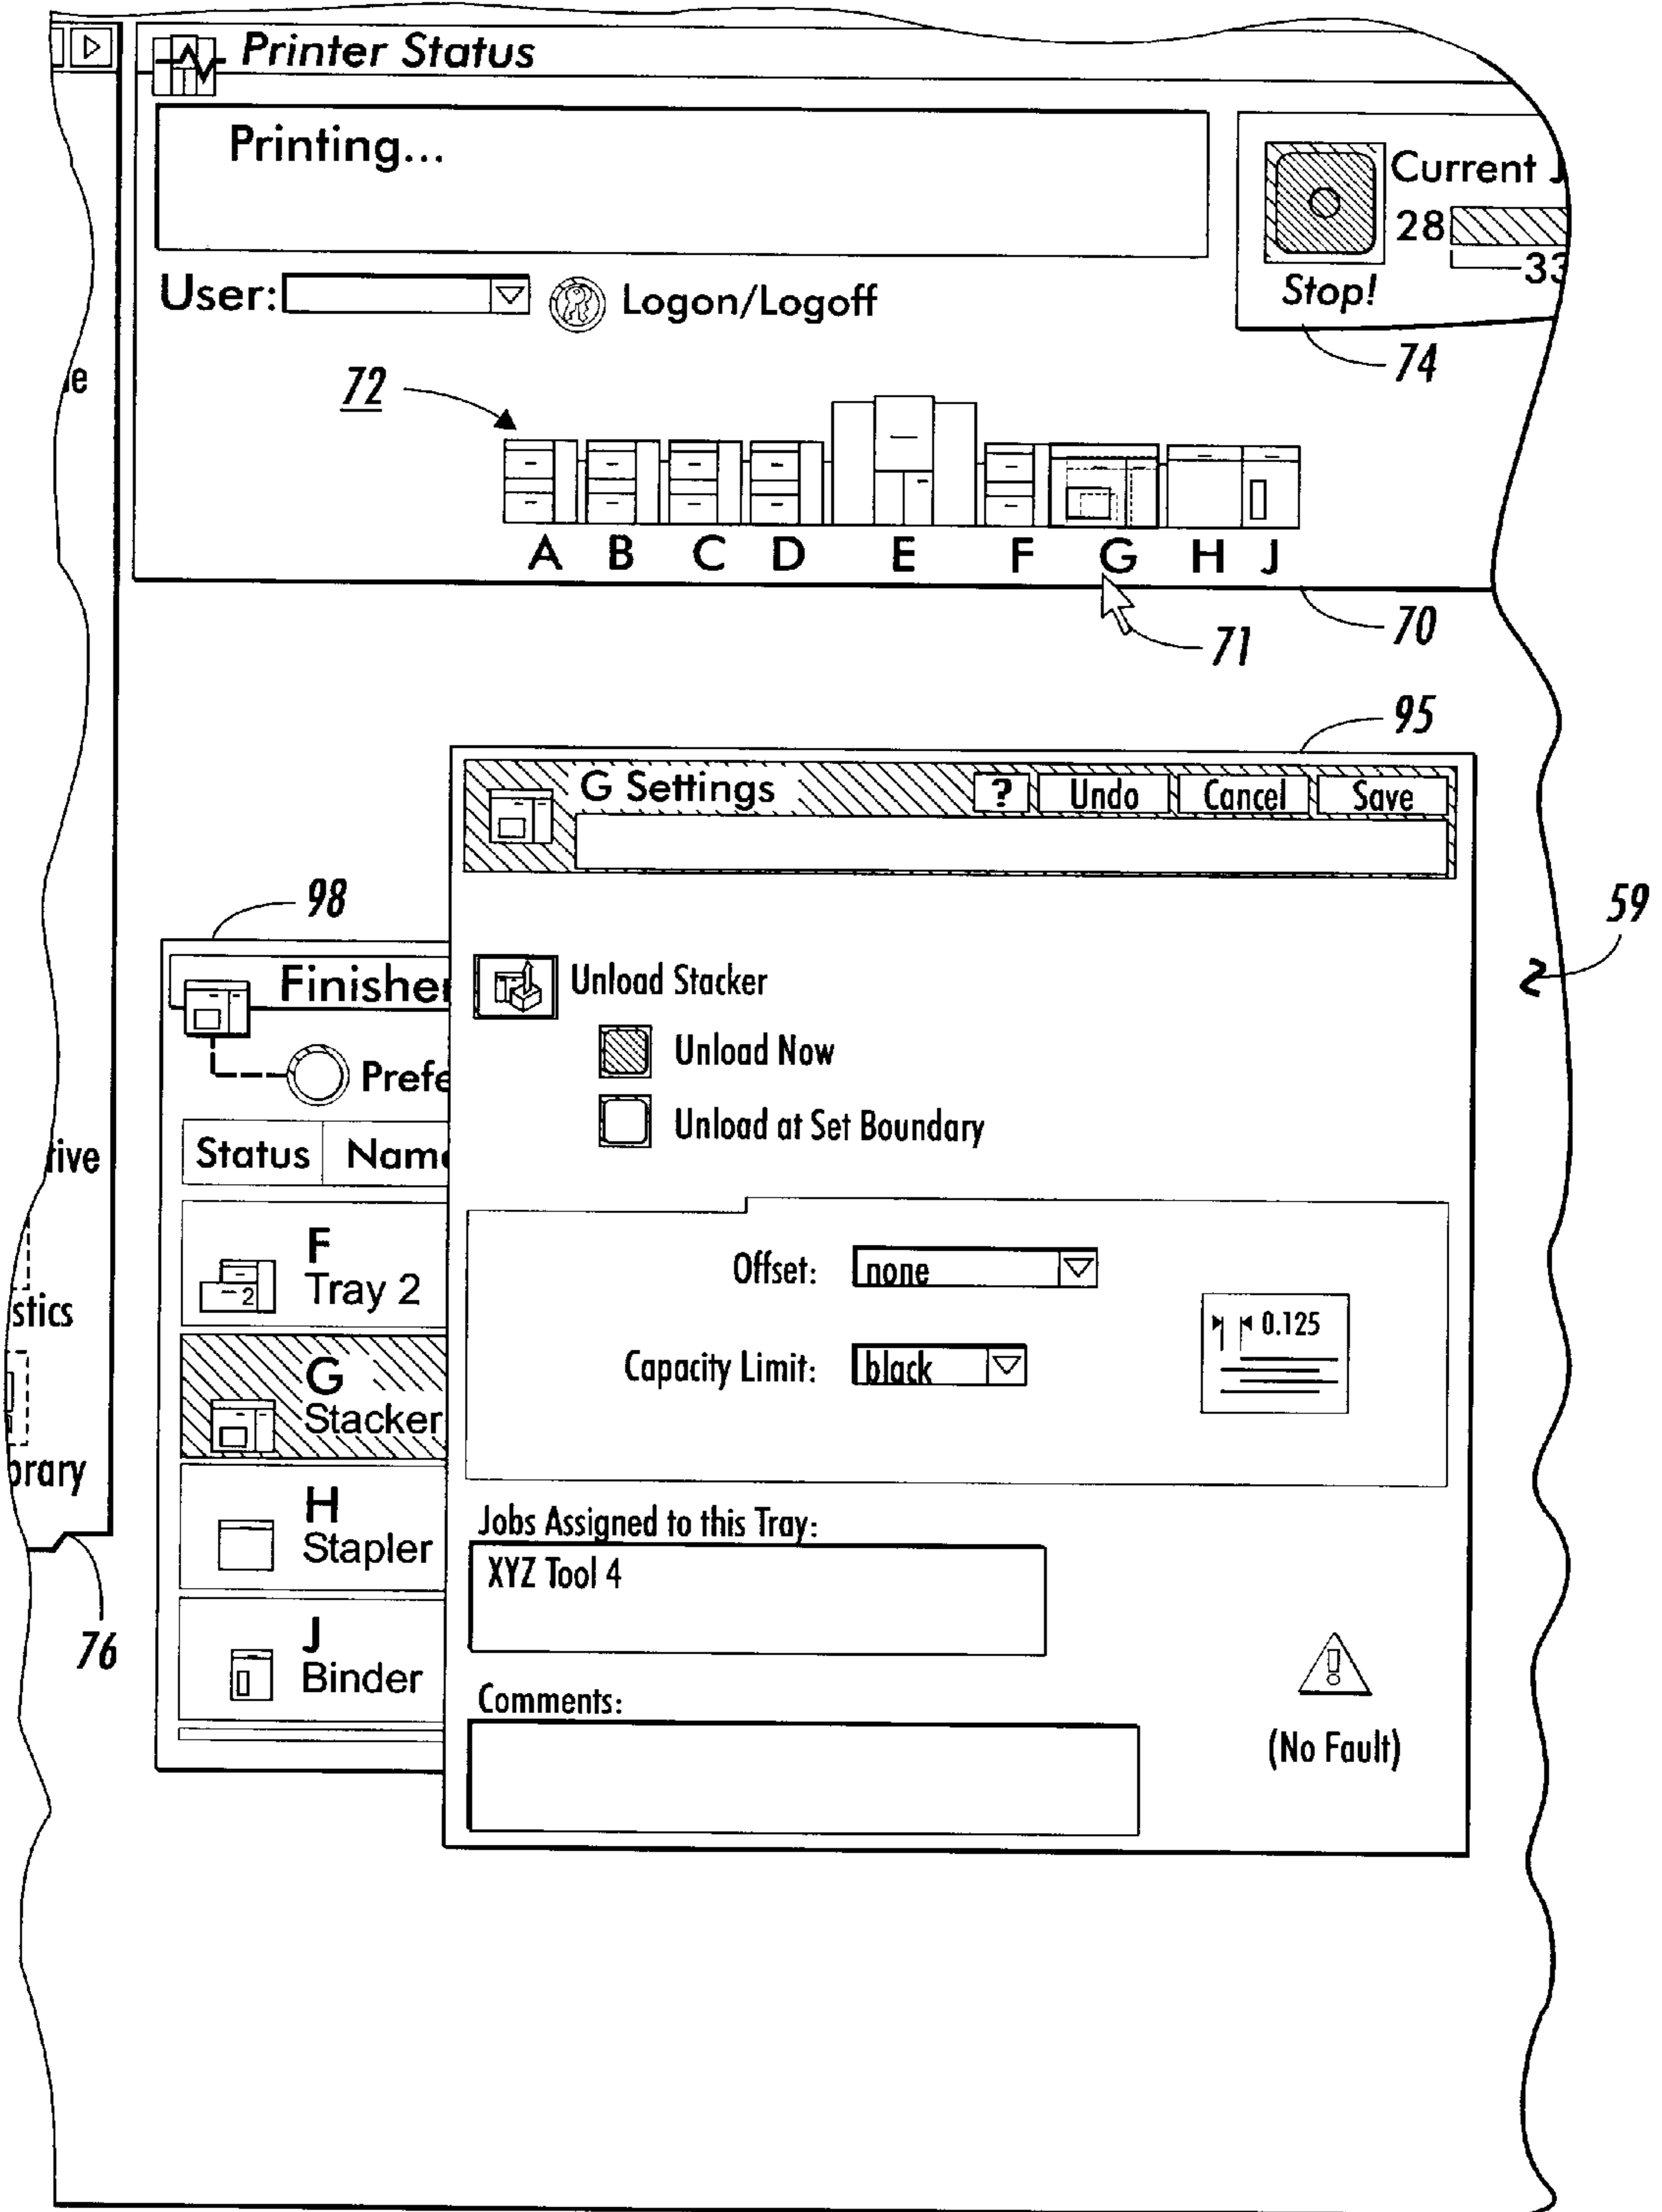 Printer Status
Printing...
Current J
28
33
Stop!
User:
Logon/Logoff
74
72
A B C D E F G H J
70
71
95
G Settings
? Undo Cancel Save
98
59
Finisher
Unload Stacker
Unload Now
Prefe
Unload at Set Boundary
Status Name
tive
F
Tray 2
2
Offset: none
0.125
stics
G
Stacker
Capacity Limit: black
brary
H
Stapler
Jobs Assigned to this Tray:
XYZ Tool 4
J
Binder
76
Comments:
(No Fault)